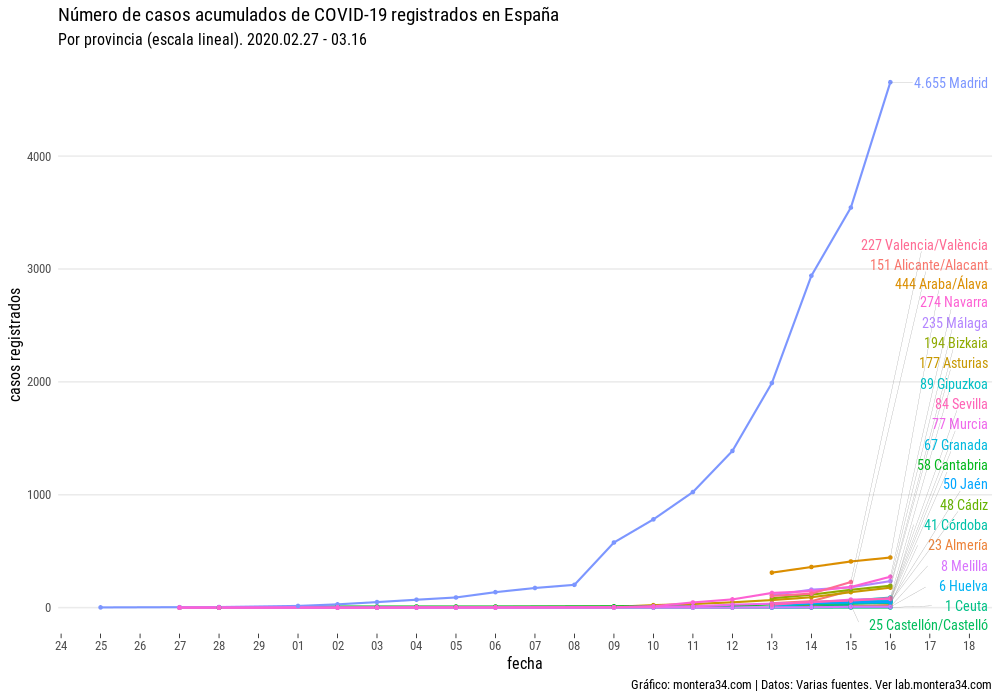 Número de casos acumulados de COVID-19 registrados en España
Por provincia (escala lineal). 2020.02.27 - 03.16
casos registrados
4000
3000
2000
1000
0
4.655 Madrid
227 Valencia/València
151 Alicante/Alacant
444 Araba/Álava
274 Navarra
235 Málaga
194 Bizkaia
177 Asturias
89 Gipuzkoa
84 Sevilla
77 Murcia
67 Granada
58 Cantabria
50 Jaén
48 Cádiz
41 Córdoba
23 Almería
8 Melilla
6 Huelva
1 Ceuta
25 Castellón/Castelló
24 25 26 27 28 29 01 02 03 04 05 06 07 08 09 10 11 12 13 14 15 16 17 18
fecha
Gráfico: montera34.com | Datos: Varias fuentes. Ver lab.montera34.com